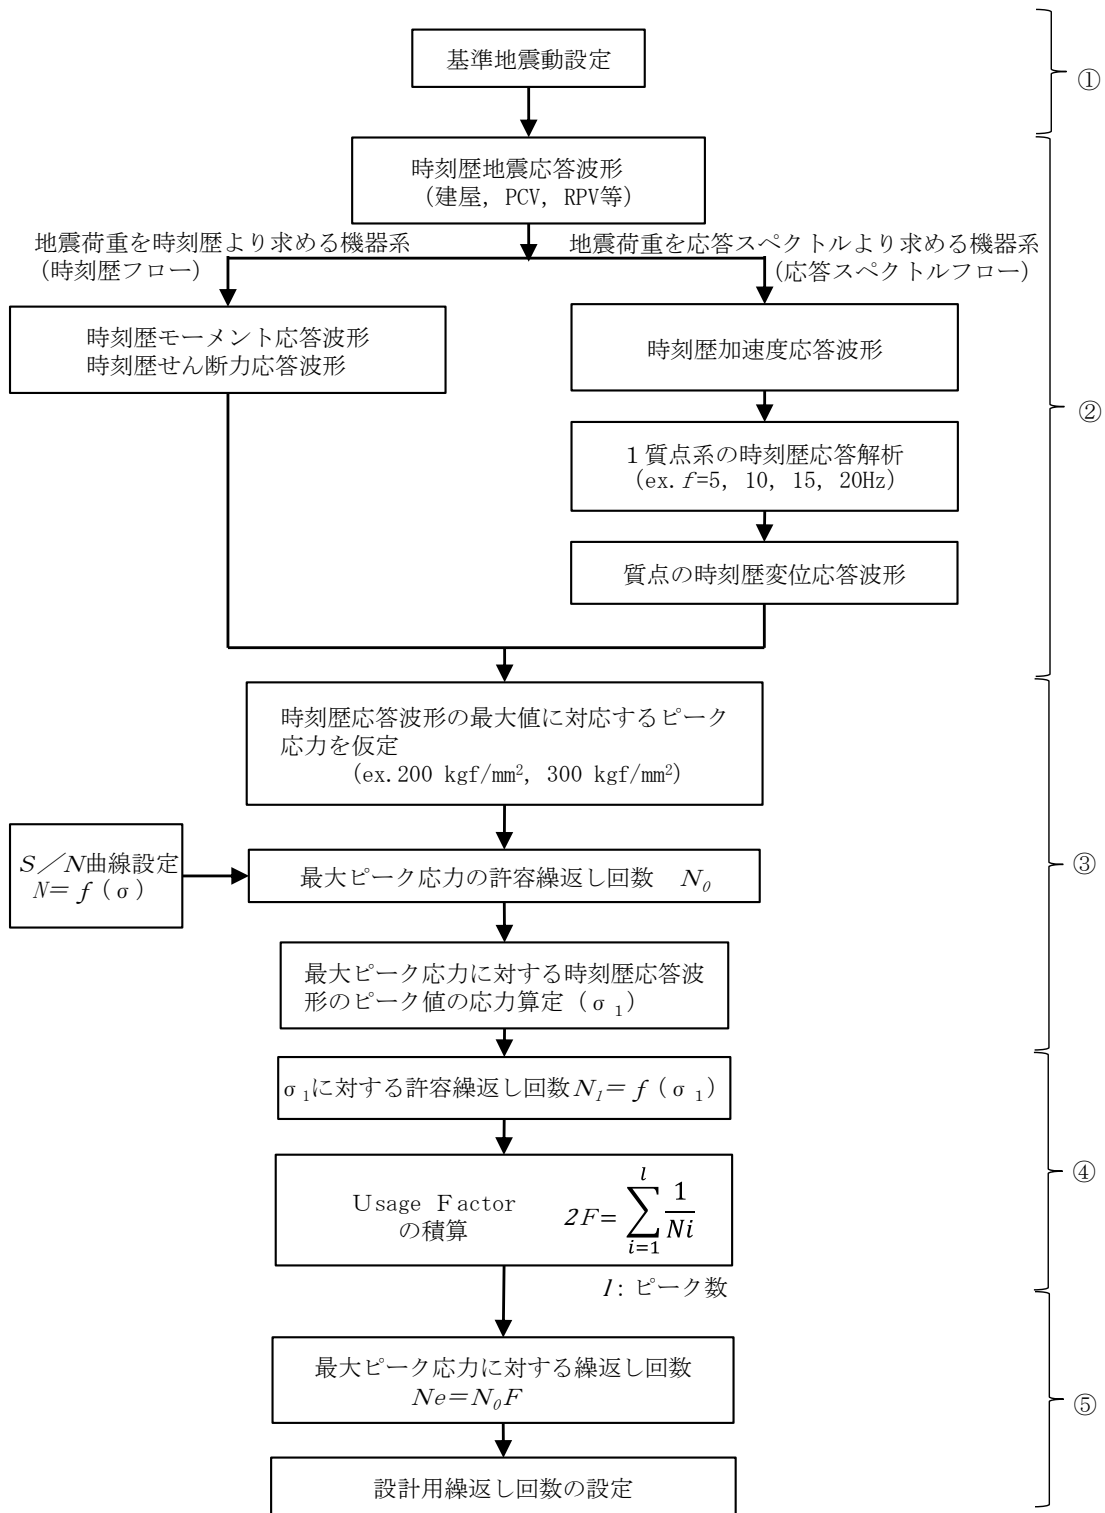 基準地震動設定
①
時刻歴地震応答波形
(建屋, PCV, RPV等)
地震荷重を時刻歴より求める機器系
(時刻歴フロー)
地震荷重を応答スペクトルより求める機器系
(応答スペクトルフロー)
時刻歴モーメント応答波形
時刻歴せん断力応答波形
時刻歴加速度応答波形
1質点系の時刻歴応答解析
(ex.f=5, 10, 15, 20Hz)
質点の時刻歴変位応答波形
②
時刻歴応答波形の最大値に対応するピーク
応力を仮定
(ex.200 kgf/mm², 300 kgf/mm²)
S/N曲線設定
N=f(σ)
最大ピーク応力の許容繰返し回数 N₀
最大ピーク応力に対する時刻歴応答波
形のピーク値の応力算定(σ₁)
③
σ₁に対する許容繰返し回数N₁=f(σ₁)
Usage Factor
の積算
2F=∑_{i=1}^{l} 1/Ni
l: ピーク数
④
最大ピーク応力に対する繰返し回数
Ne=N₀F
設計用繰返し回数の設定
⑤